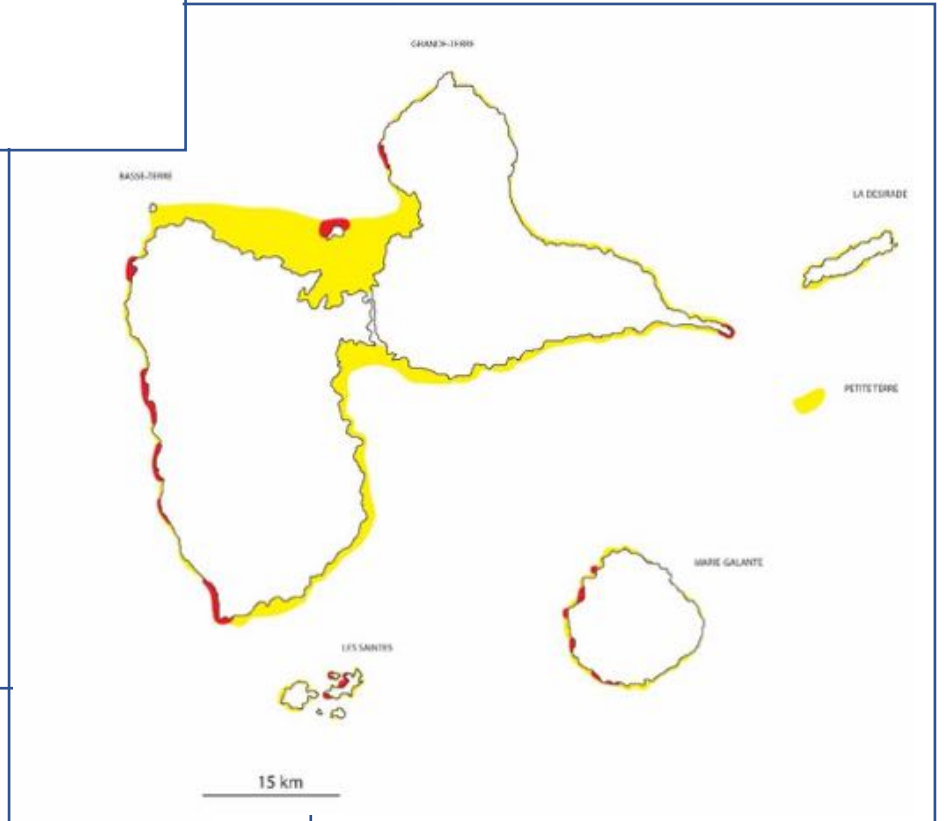 GRANDE-TERRE
BASSE-TERRE
LA DESIRADE
PETITE TERRE
MARIE-GALANTE
LES SAINTES
15 km